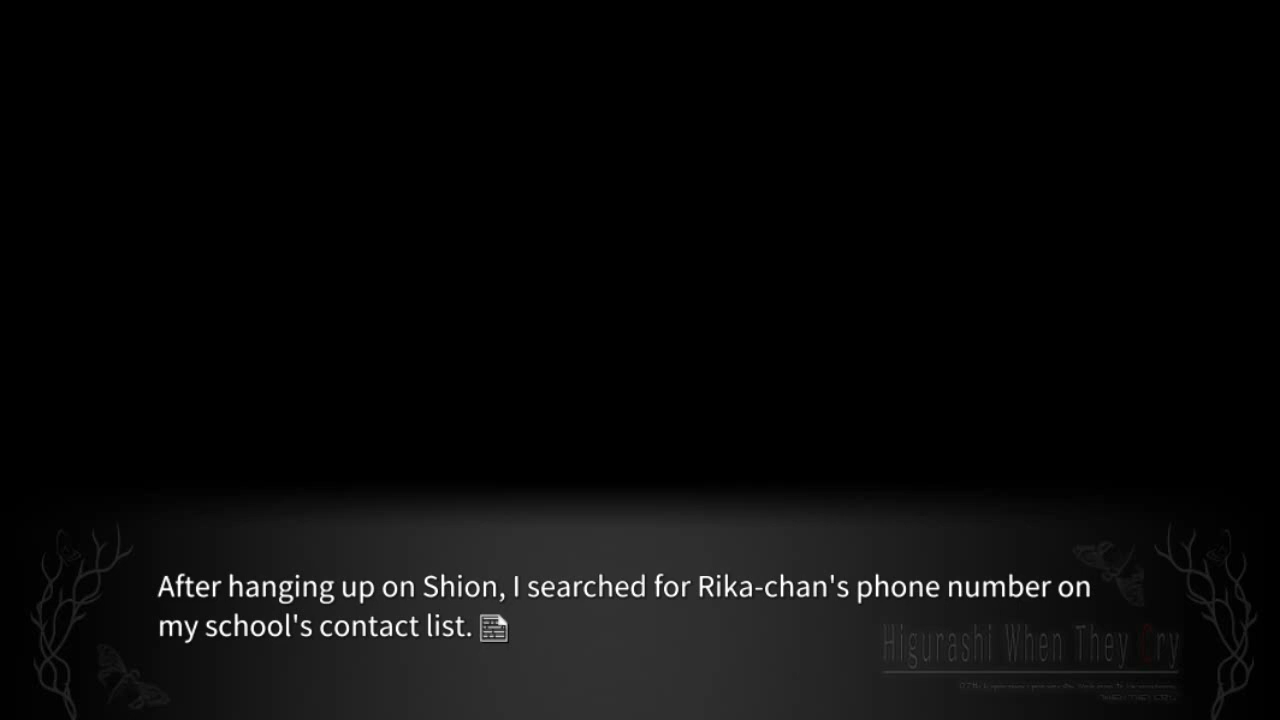 After hanging up on Shion, I searched for Rika-chan's phone number on
my school's contact list.
Higurashi When They Cry